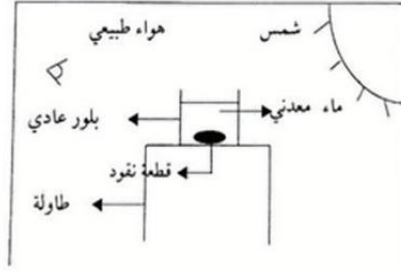 شمس
هواء طبيعي
ماء معدني
بلور عادي
قطعة نقود
طاولة